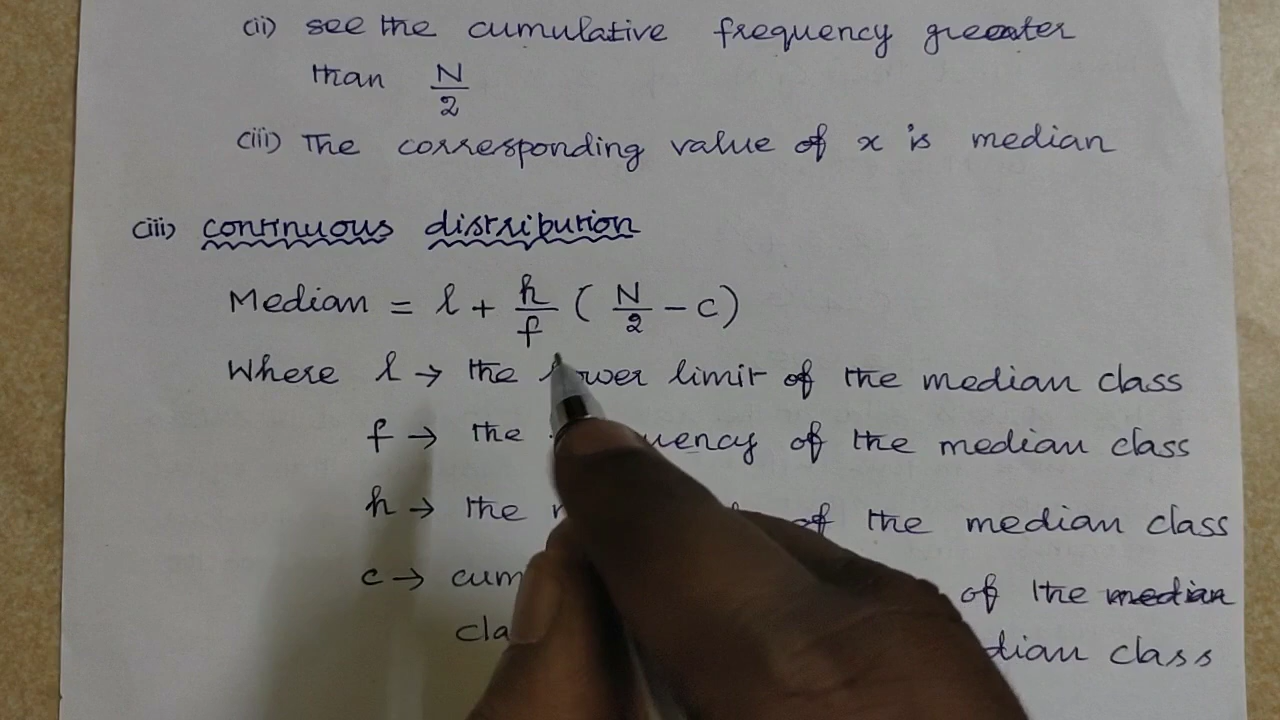 (ii) see the cumulative frequency greater
than N/2
(iii) The corresponding value of x is median
(iii) continuous distribution
Median = l + h/f ( N/2 - c )
Where l → the lower limit of the median class
f → the uency of the median class
h → the of the median class
c → cum of the median
cla dian class